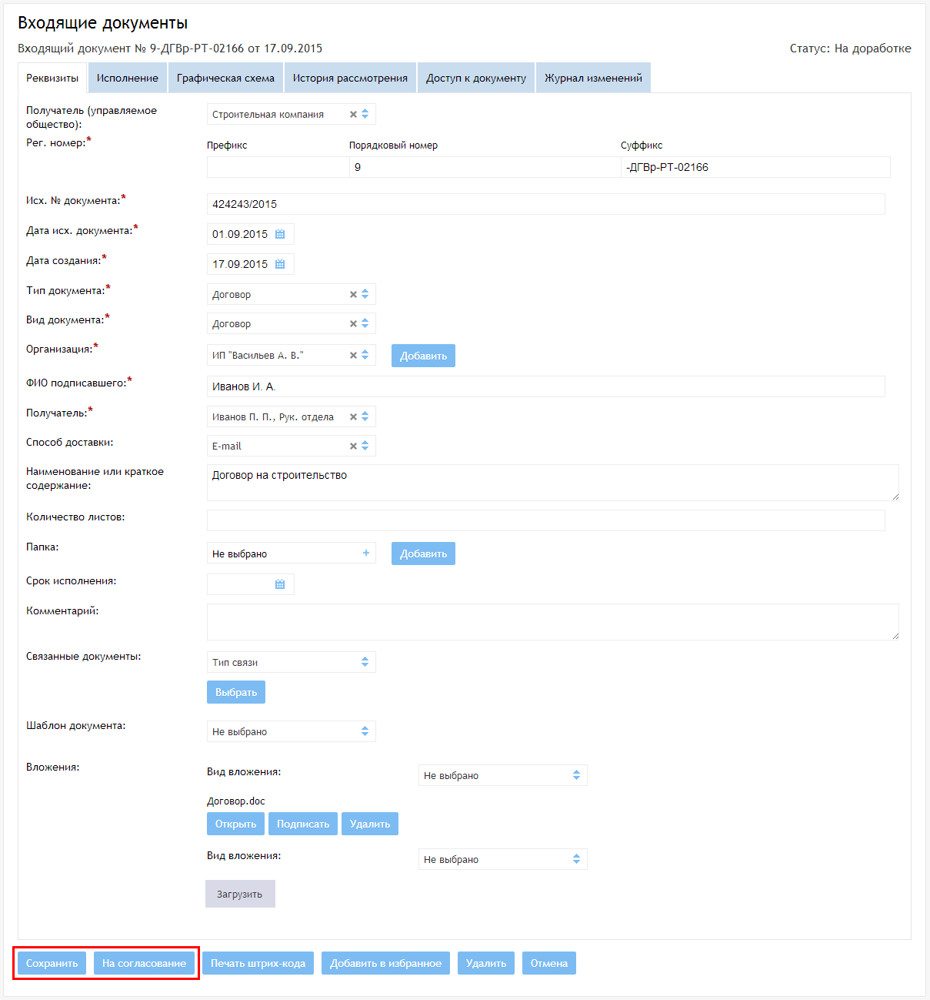 Входящие документы
Входящий документ № 9-ДГВр-РТ-02166 от 17.09.2015
Статус: На доработке
Реквизиты
Исполнение
Графическая схема
История рассмотрения
Доступ к документу
Журнал изменений
Получатель (управляемое
общество):
Строительная компания
Рег. номер:*
Префикс
Порядковый номер
Суффикс
9
-ДГВр-РТ-02166
Исх. № документа:*
424243/2015
Дата исх. документа:*
01.09.2015
Дата создания:*
17.09.2015
Тип документа:*
Договор
Вид документа:*
Договор
Организация:*
ИП "Васильев А. В."
Добавить
ФИО подписавшего:*
Иванов И. А.
Получатель:*
Иванов П. П., Рук. отдела
Способ доставки:
E-mail
Наименование или краткое
содержание:
Договор на строительство
Количество листов:
Папка:
Не выбрано
Добавить
Срок исполнения:
Комментарий:
Связанные документы:
Тип связи
Выбрать
Шаблон документа:
Не выбрано
Вложения:
Вид вложения:
Не выбрано
Договор.doc
Открыть
Подписать
Удалить
Вид вложения:
Не выбрано
Загрузить
Сохранить
На согласование
Печать штрих-кода
Добавить в избранное
Удалить
Отмена